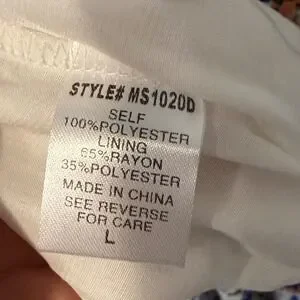 STYLE# MS1020D
SELF
100%POLYESTER
LINING
65%RAYON
35%POLYESTER
MADE IN CHINA
SEE REVERSE
FOR CARE
L